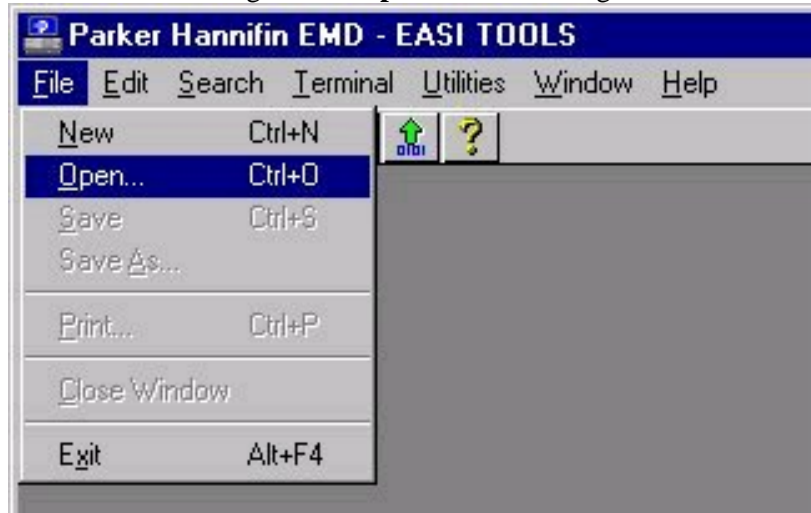 Parker Hannifin EMD - EASI TOOLS
File Edit Search Terminal Utilities Window Help
New Ctrl+N
Open... Ctrl+O
Save Ctrl+S
Save As...
Print... Ctrl+P
Close Window
Exit Alt+F4